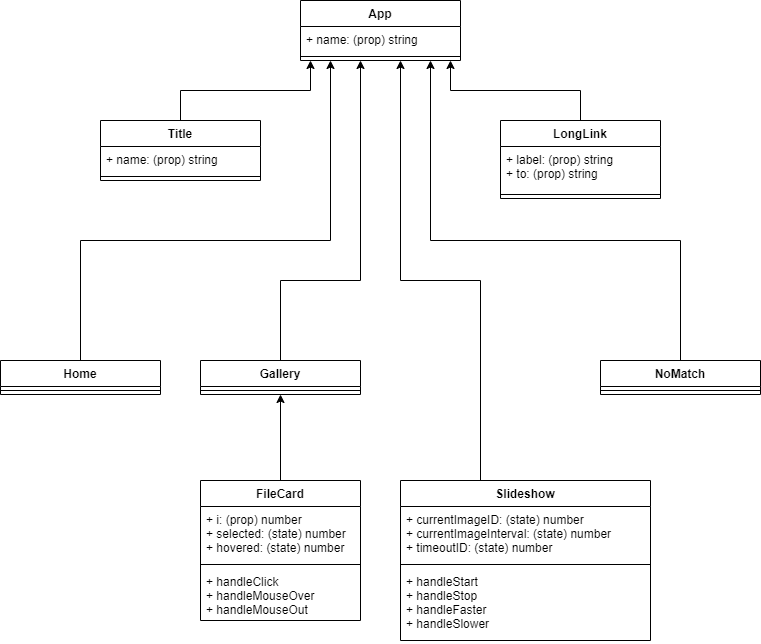 App
+ name: (prop) string
Title
+ name: (prop) string
LongLink
+ label: (prop) string
+ to: (prop) string
Home
Gallery
NoMatch
FileCard
+ i: (prop) number
+ selected: (state) number
+ hovered: (state) number
+ handleClick
+ handleMouseOver
+ handleMouseOut
Slideshow
+ currentImageID: (state) number
+ currentImageInterval: (state) number
+ timeoutID: (state) number
+ handleStart
+ handleStop
+ handleFaster
+ handleSlower